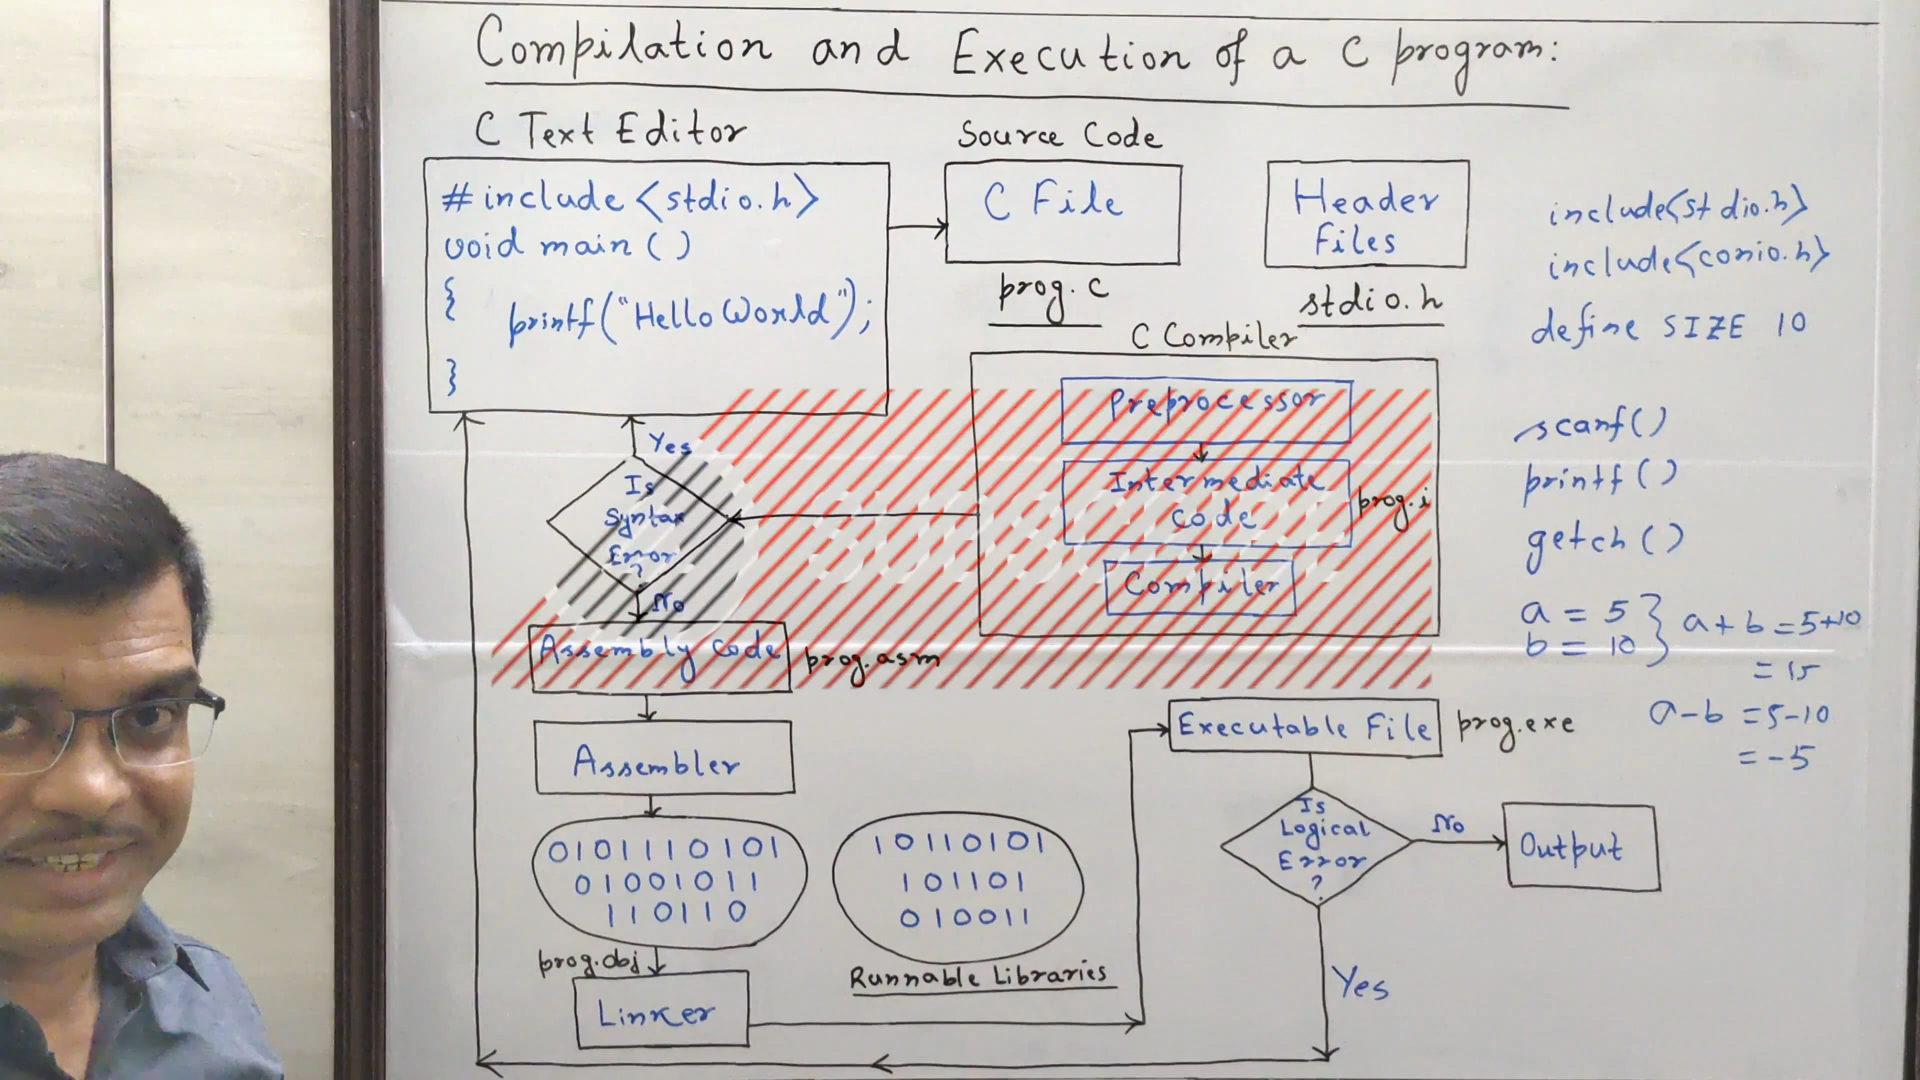 Compilation and Execution of a C program:
C Text Editor
#include <stdio.h>
void main()
{
printf("Hello World");
}
Source Code
C File
prog.c
Header
Files
stdio.h
include<stdio.h>
include<conio.h>
define SIZE 10
C Compiler
Preprocessor
Intermediate
Code
prog.i
Compiler
scanf()
printf()
getch()
a = 5
b = 10
} a + b = 5+10
= 15
a-b = 5-10
= -5
Yes
Is
Syntax
Error
?
No
Assembly Code
prog.asm
Assembler
01011110101
01001011
110110
prog.obj
Linker
10110101
101101
010011
Runnable Libraries
Executable File
prog.exe
Is
Logical
Error
?
No
Output
Yes